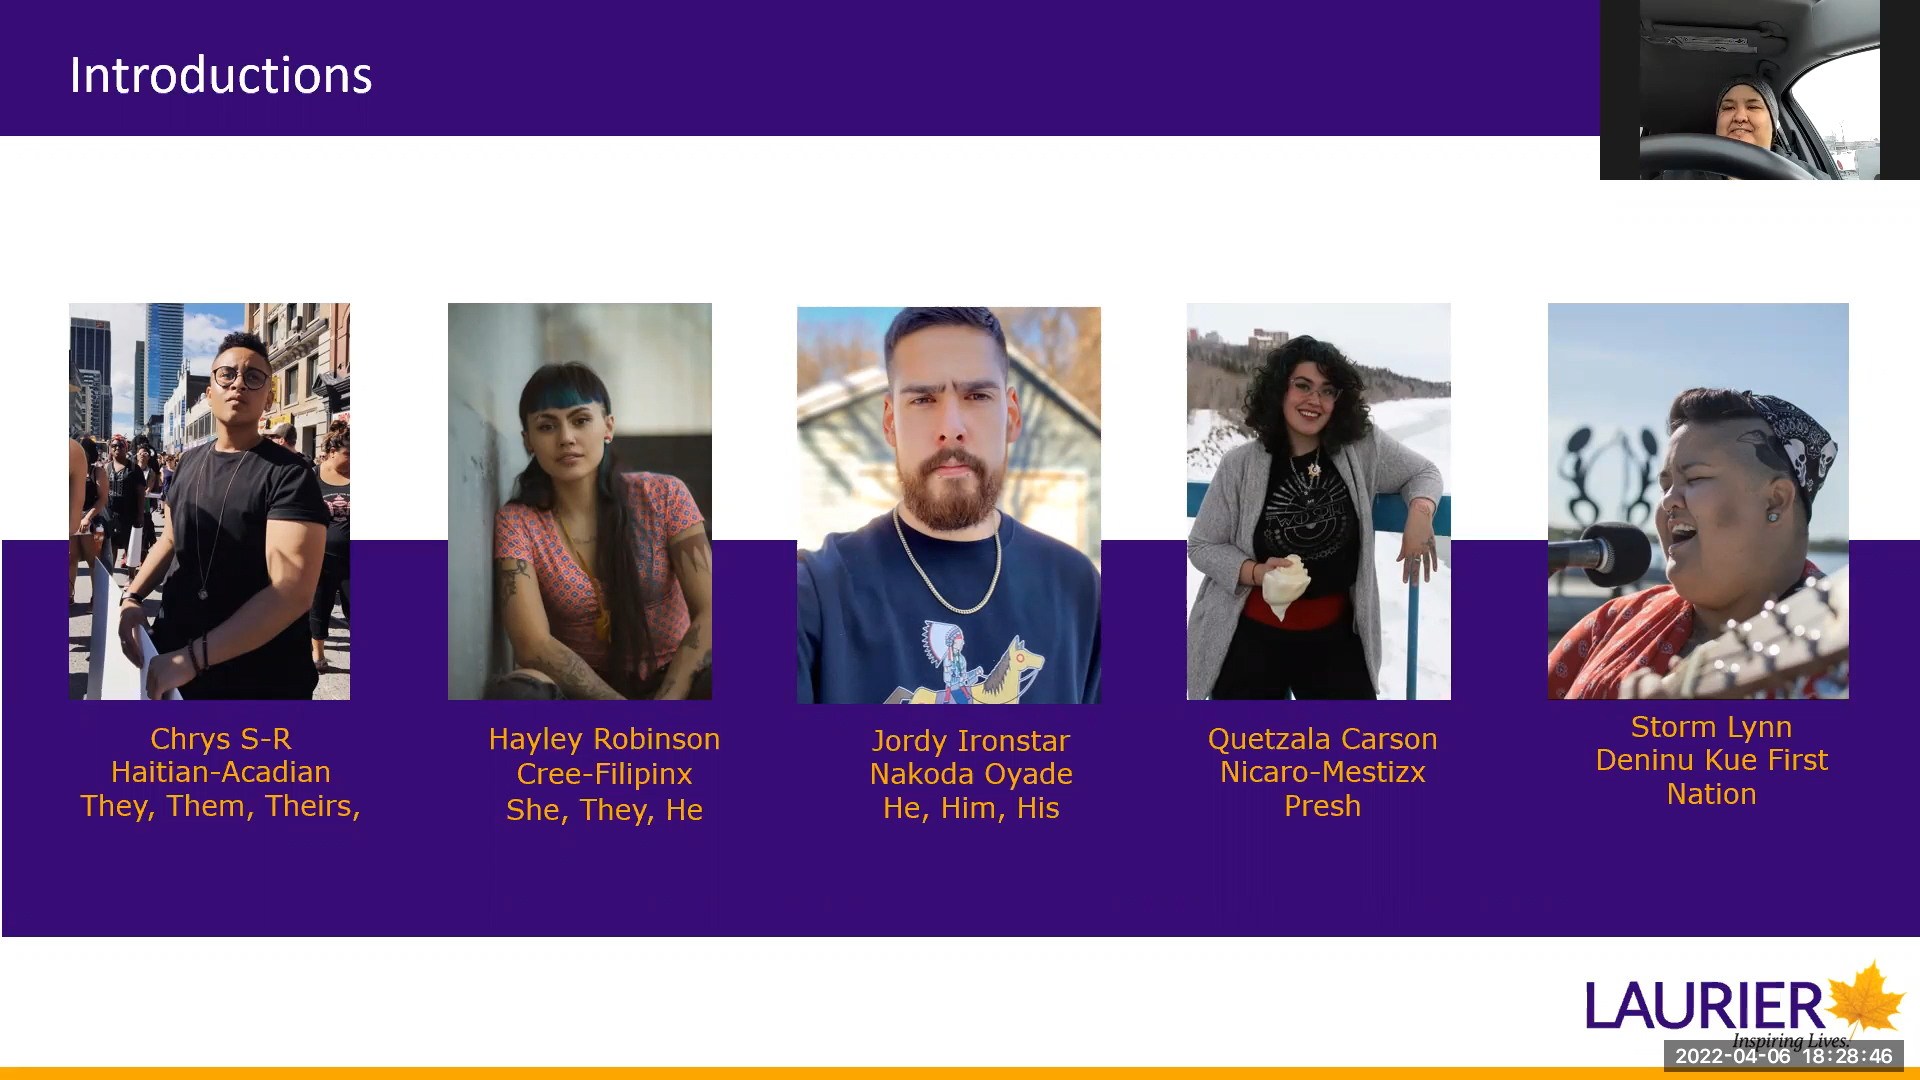 Introductions
Chrys S-R
Haitian-Acadian
They, Them, Theirs,
Hayley Robinson
Cree-Filipinx
She, They, He
Jordy Ironstar
Nakoda Oyade
He, Him, His
Quetzala Carson
Nicaro-Mestizx
Presh
Storm Lynn
Deninu Kue First
Nation
LAURIER
Inspiring Lives.
2022-04-06 18:28:46